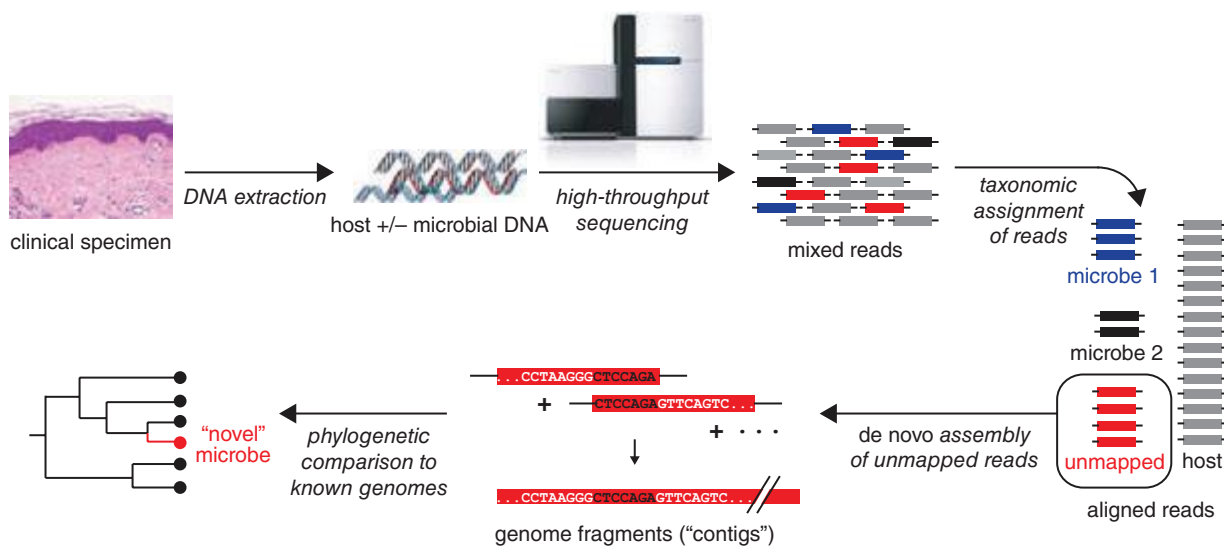 clinical specimen
DNA extraction
host +/– microbial DNA
high-throughput
sequencing
mixed reads
taxonomic
assignment
of reads
microbe 1
microbe 2
unmapped
host
aligned reads
de novo assembly
of unmapped reads
...CCTAAGGGCTCCAGA
+
CTCCAGAGTTCAGTC...
+ . . .
...CCTAAGGGCTCCAGAGTTCAGTC...
genome fragments (“contigs”)
phylogenetic
comparison to
known genomes
“novel”
microbe